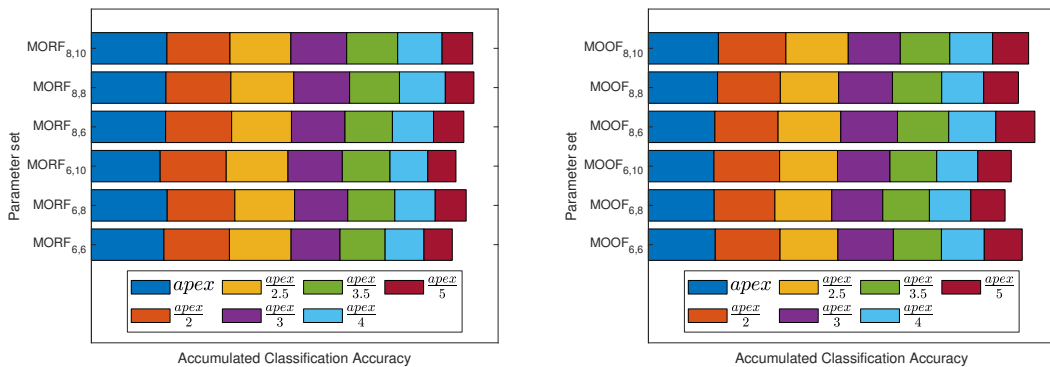 MORF8,10
MORF8,8
MORF8,6
MORF6,10
MORF6,8
MORF6,6
Parameter set
apex apex/2.5 apex/3.5 apex/5
apex/2 apex/3 apex/4
Accumulated Classification Accuracy
MOOF8,10
MOOF8,8
MOOF8,6
MOOF6,10
MOOF6,8
MOOF6,6
Parameter set
apex apex/2.5 apex/3.5 apex/5
apex/2 apex/3 apex/4
Accumulated Classification Accuracy